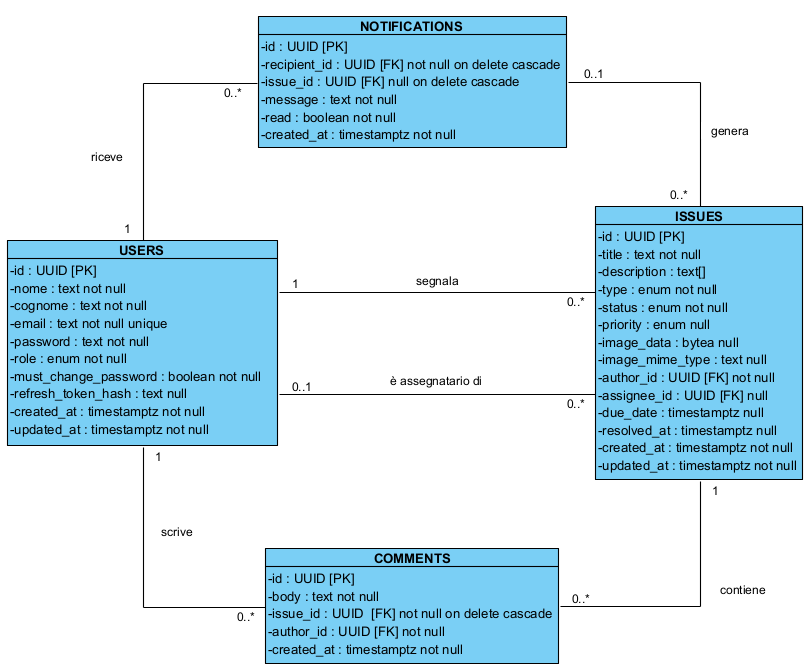 NOTIFICATIONS
-id : UUID [PK]
-recipient_id : UUID [FK] not null on delete cascade
-issue_id : UUID [FK] null on delete cascade
-message : text not null
-read : boolean not null
-created_at : timestamptz not null
0..*
0..1
riceve
genera
1
0..*
USERS
-id : UUID [PK]
-nome : text not null
-cognome : text not null
-email : text not null unique
-password : text not null
-role : enum not null
-must_change_password : boolean not null
-refresh_token_hash : text null
-created_at : timestamptz not null
-updated_at : timestamptz not null
1
segnala
0..*
0..1
è assegnatario di
0..*
ISSUES
-id : UUID [PK]
-title : text not null
-description : text[]
-type : enum not null
-status : enum not null
-priority : enum null
-image_data : bytea null
-image_mime_type : text null
-author_id : UUID [FK] not null
-assignee_id : UUID [FK] null
-due_date : timestamptz null
-resolved_at : timestamptz null
-created_at : timestamptz not null
-updated_at : timestamptz not null
1
1
scrive
contiene
0..*
0..*
COMMENTS
-id : UUID [PK]
-body : text not null
-issue_id : UUID  [FK] not null on delete cascade
-author_id : UUID [FK] not null
-created_at : timestamptz not null